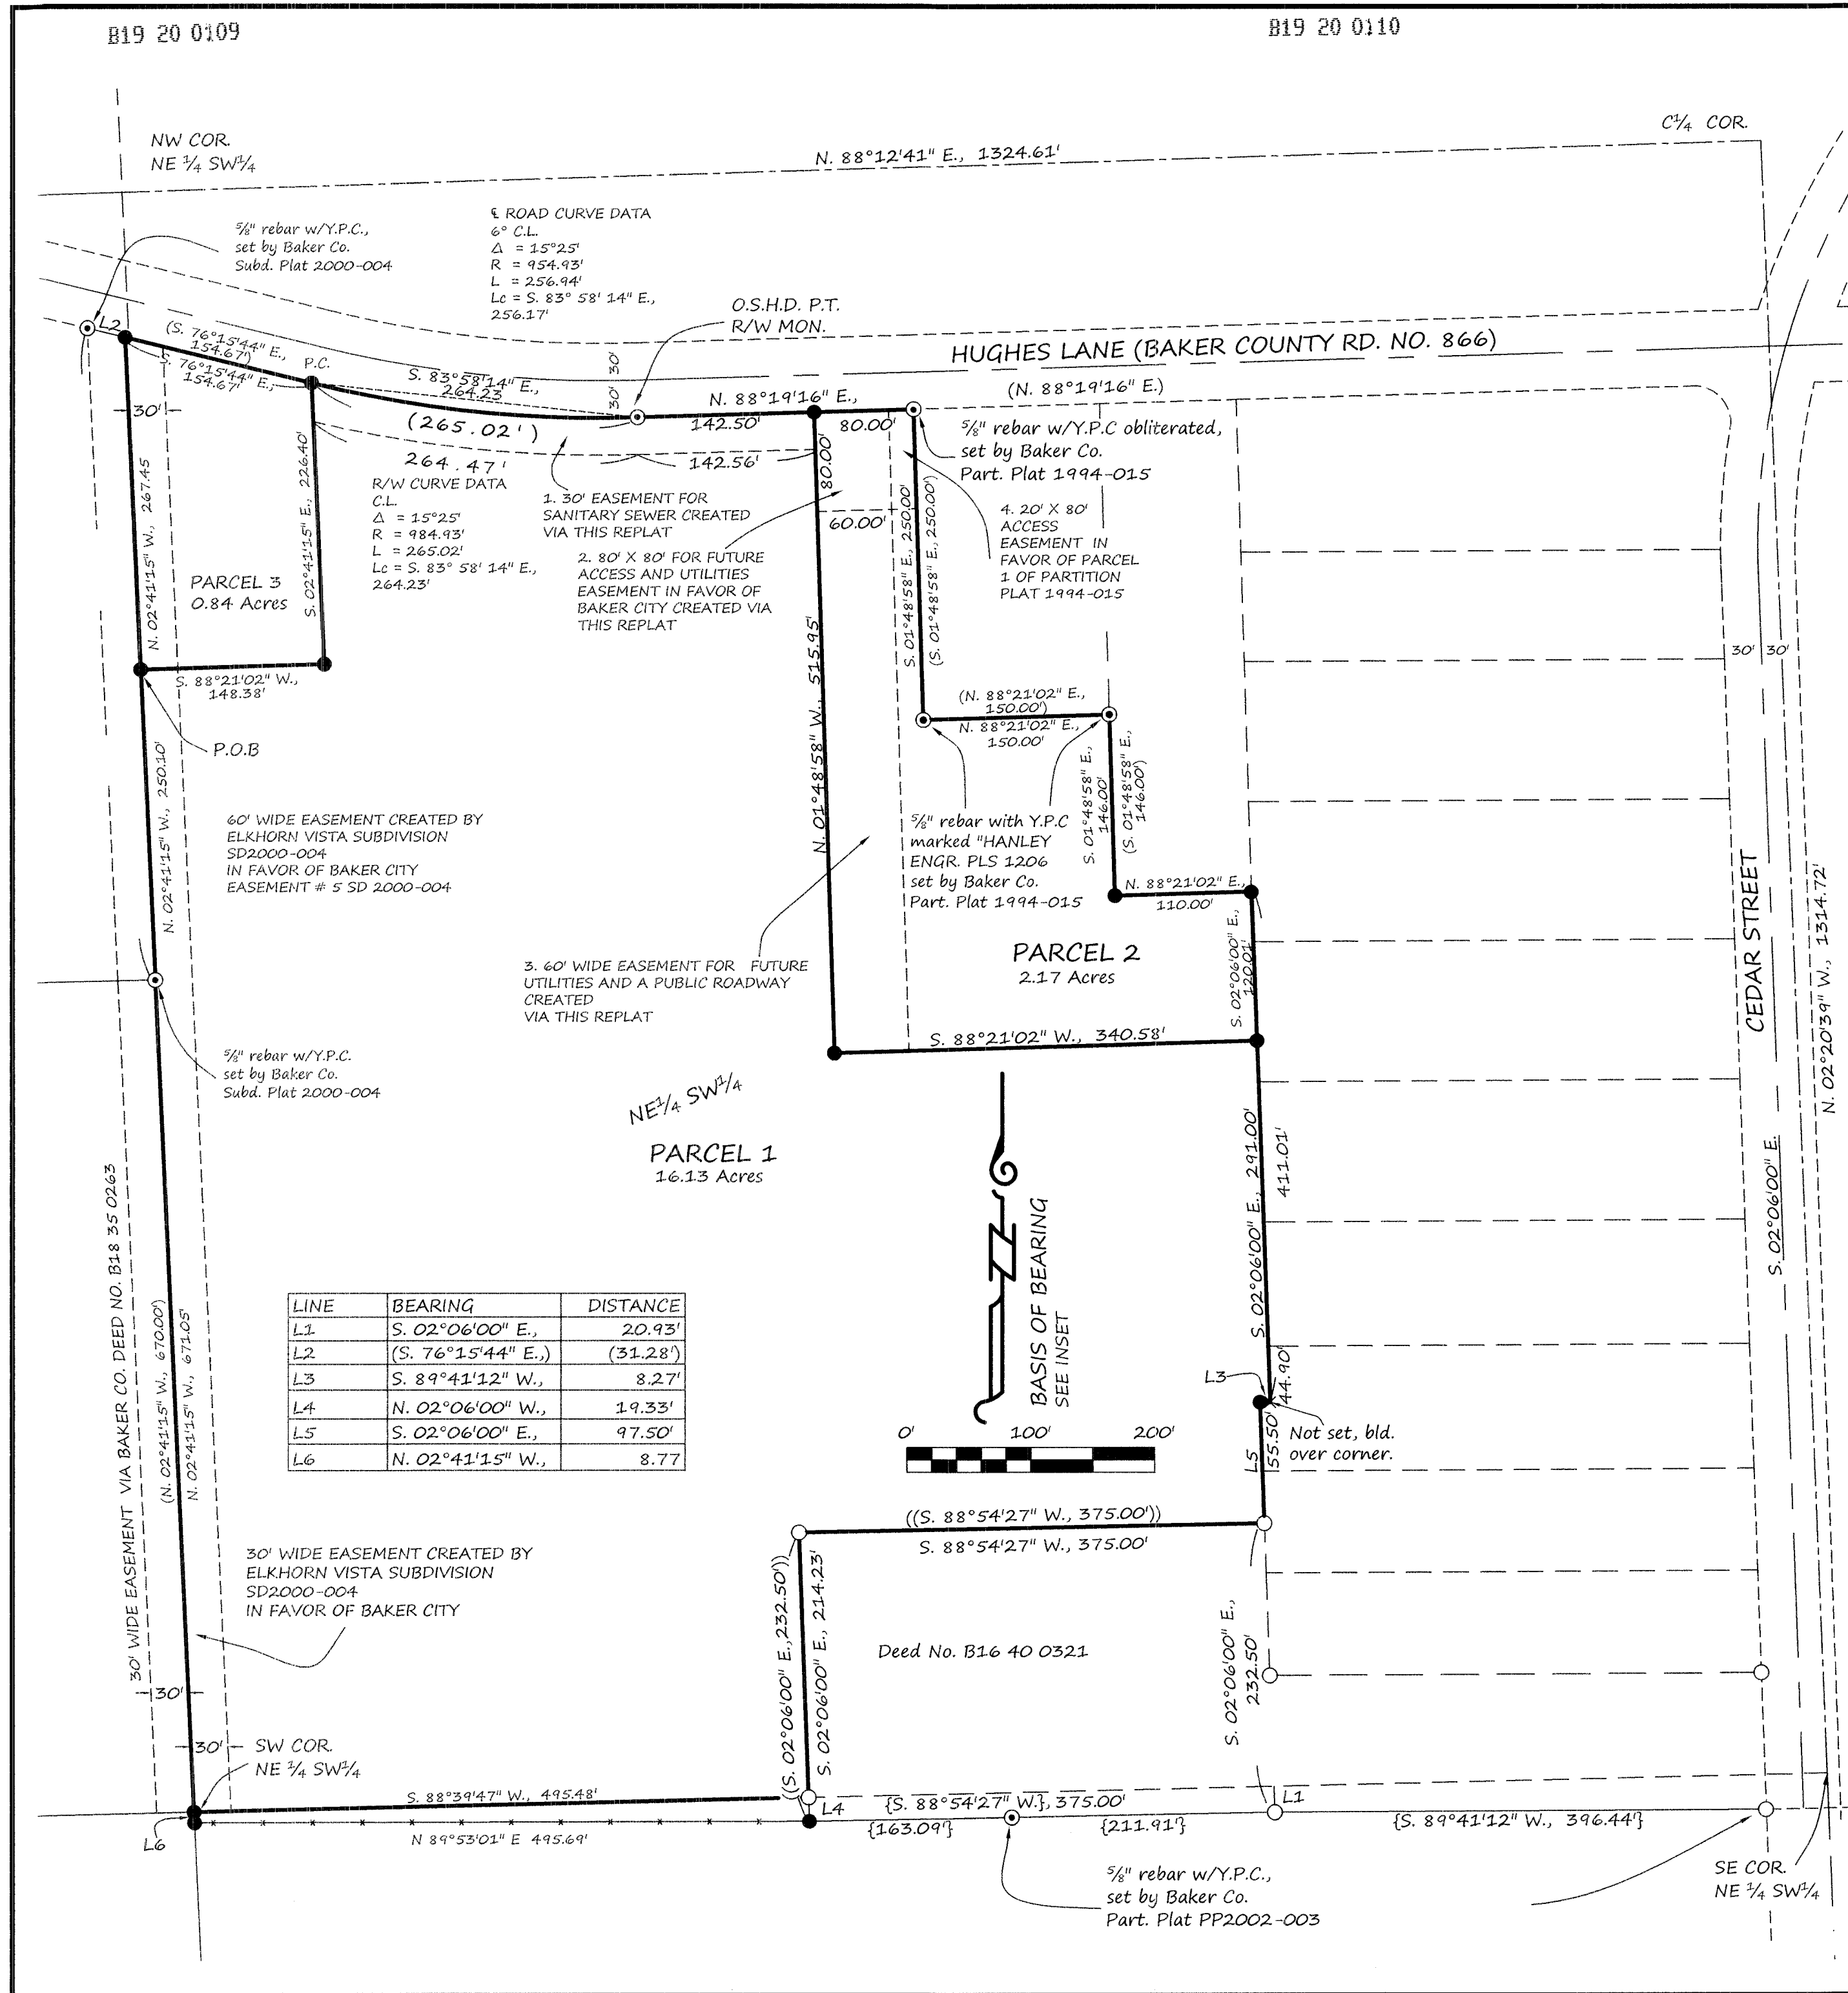 B19 20 0109
B19 20 0110
NW COR.
NE ¼ SW¼
C¼ COR.
N. 88°12'41" E., 1324.61'
5/8" rebar w/Y.P.C.,
set by Baker Co.
Subd. Plat 2000-004
℄ ROAD CURVE DATA
6° C.L.
Δ = 15°25'
R = 954.93'
L = 256.94'
Lc = S. 83° 58' 14" E.,
256.17'
O.S.H.D. P.T.
R/W MON.
HUGHES LANE (BAKER COUNTY RD. NO. 866)
L2
(S. 76°15'44" E.,
154.67')
S. 76°15'44" E.,
154.67'
P.C.
S. 83°58'14" E.,
264.23
30' 30'
N. 88°19'16" E.,
(N. 88°19'16" E.)
30'
(265.02')
142.50'
80.00'
264.47'
142.56'
80.00'
5/8" rebar w/Y.P.C obliterated,
set by Baker Co.
Part. Plat 1994-015
R/W CURVE DATA
C.L.
Δ = 15°25'
R = 984.93'
L = 265.02'
Lc = S. 83° 58' 14" E.,
264.23'
1. 30' EASEMENT FOR
SANITARY SEWER CREATED
VIA THIS REPLAT
2. 80' X 80' FOR FUTURE
ACCESS AND UTILITIES
EASEMENT IN FAVOR OF
BAKER CITY CREATED VIA
THIS REPLAT
60.00'
4. 20' X 80'
ACCESS
EASEMENT IN
FAVOR OF PARCEL
1 OF PARTITION
PLAT 1994-015
N. 02°41'15" W., 267.45
S. 02°41'15" E., 226.40'
PARCEL 3
0.84 Acres
S. 88°21'02" W.,
148.38'
P.O.B
N. 01°48'58" W., 515.95'
S. 01°48'58" E., 250.00'
(S. 01°48'58" E., 250.00')
(N. 88°21'02" E.,
150.00')
N. 88°21'02" E.,
150.00'
30' 30'
N. 02°41'15" W., 250.10'
60' WIDE EASEMENT CREATED BY
ELKHORN VISTA SUBDIVISION
SD2000-004
IN FAVOR OF BAKER CITY
EASEMENT # 5 SD 2000-004
5/8" rebar with Y.P.C
marked "HANLEY
ENGR. PLS 1206
set by Baker Co.
Part. Plat 1994-015
S. 01°48'58" E.,
146.00'
(S. 01°48'58" E.,
146.00')
N. 88°21'02" E.,
110.00'
3. 60' WIDE EASEMENT FOR FUTURE
UTILITIES AND A PUBLIC ROADWAY
CREATED
VIA THIS REPLAT
PARCEL 2
2.17 Acres
S. 02°06'00" E.,
120.01'
S. 88°21'02" W., 340.58'
CEDAR STREET
N. 02°20'39" W., 1314.72'
S. 02°06'00" E.
5/8" rebar w/Y.P.C.
set by Baker Co.
Subd. Plat 2000-004
NE¼ SW¼
PARCEL 1
16.13 Acres
BASIS OF BEARING
SEE INSET
S. 02°06'00" E., 291.00'
411.01'
30' WIDE EASEMENT VIA BAKER CO. DEED NO. B18 35 0263
(N. 02°41'15" W., 670.00')
N. 02°41'15" W., 671.05'
LINE BEARING DISTANCE
L1 S. 02°06'00" E., 20.93'
L2 (S. 76°15'44" E.,) (31.28')
L3 S. 89°41'12" W., 8.27'
L4 N. 02°06'00" W., 19.33'
L5 S. 02°06'00" E., 97.50'
L6 N. 02°41'15" W., 8.77
L3
44.90'
0' 100' 200'
Not set, bld.
over corner.
L5
55.50'
((S. 88°54'27" W., 375.00'))
S. 88°54'27" W., 375.00'
30' WIDE EASEMENT CREATED BY
ELKHORN VISTA SUBDIVISION
SD2000-004
IN FAVOR OF BAKER CITY
(S. 02°06'00" E.,232.50'))
S. 02°06'00" E., 214.23'
Deed No. B16 40 0321
S. 02°06'00" E.,
232.50'
30'
30'
SW COR.
NE ¼ SW¼
S. 88°39'47" W., 495.48'
L6
N 89°53'01" E 495.69'
L4
{S. 88°54'27" W.}, 375.00'
L1
{163.09'}
{211.91'}
{S. 89°41'12" W., 396.44'}
5/8" rebar w/Y.P.C.,
set by Baker Co.
Part. Plat PP2002-003
SE COR.
NE ¼ SW¼